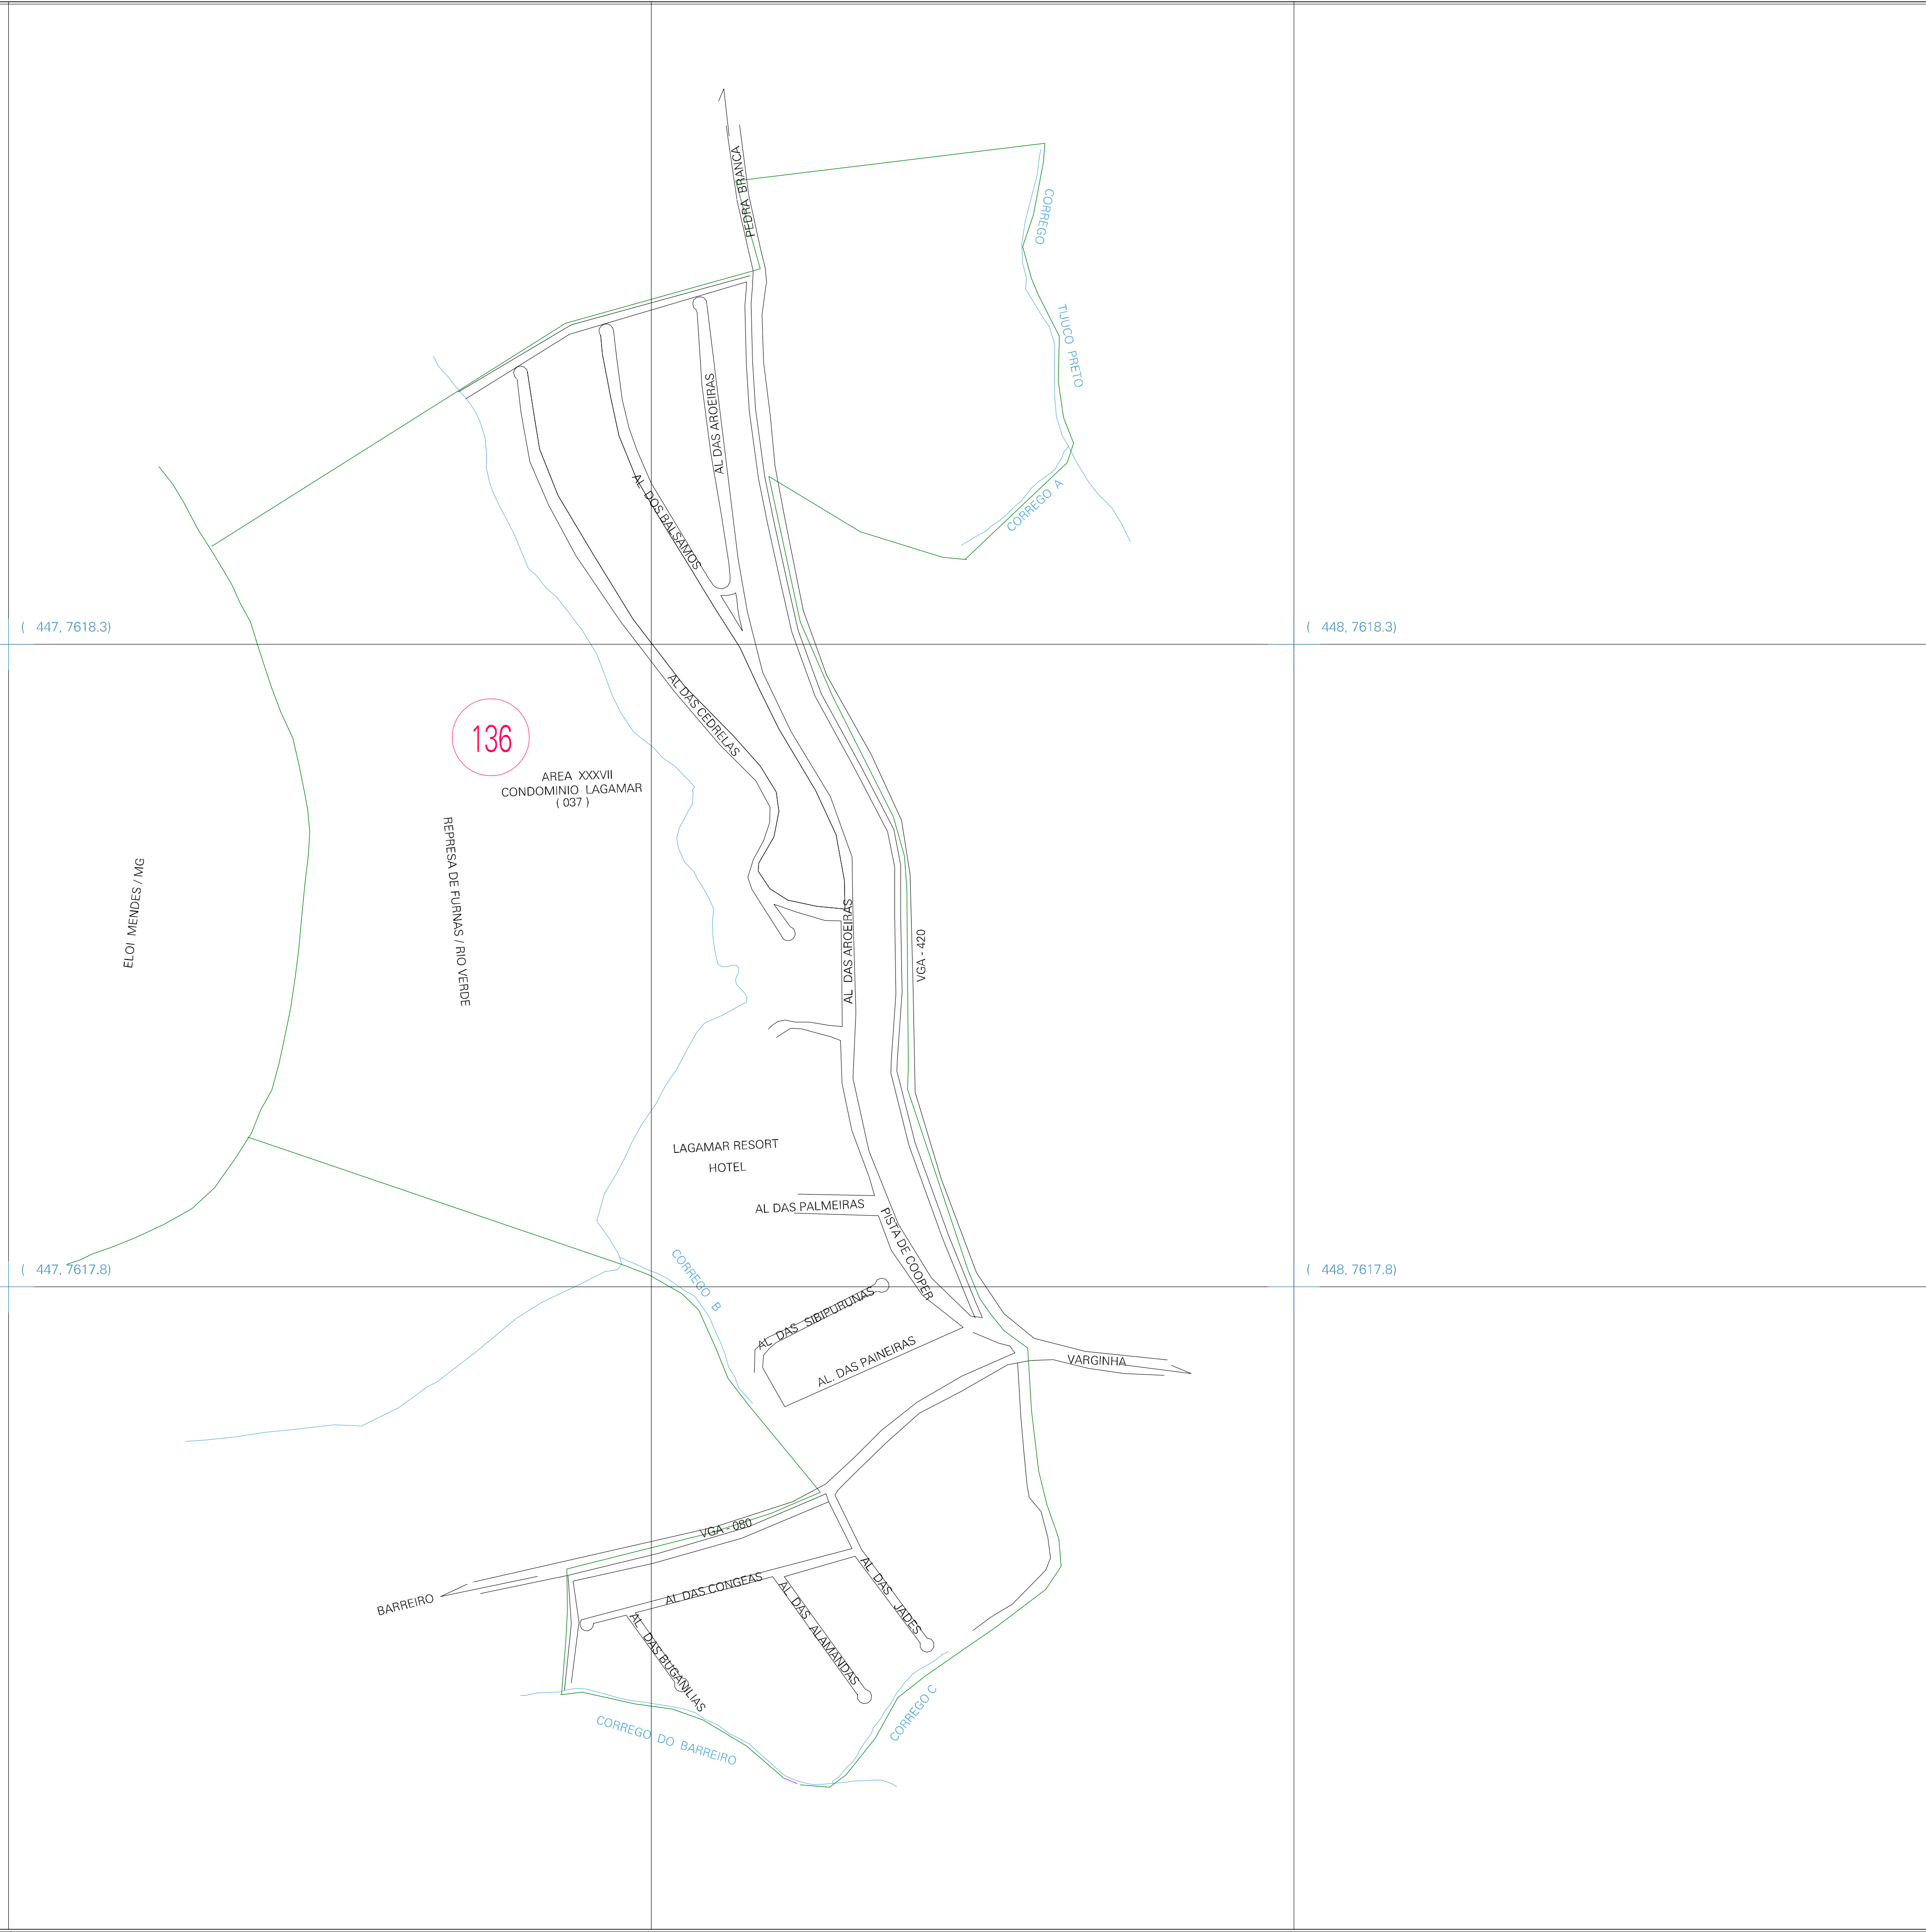 PEDRA BRANCA
CORREGO
TIJUCO PRETO
AL DAS AROEIRAS
AL DOS BALSAMOS
CORREGO A
( 447, 7618.3)
( 448, 7618.3)
AL DAS CEDRELAS
136
AREA XXXVII
CONDOMINIO LAGAMAR
( 037 )
REPRESA DE FURNAS / RIO VERDE
ELOI MENDES / MG
AL DAS AROEIRAS
VGA - 420
LAGAMAR RESORT
HOTEL
AL DAS PALMEIRAS
PISTA DE COOPER
CORREGO B
( 447, 7617.8)
( 448, 7617.8)
AL DAS SIBIPURUNAS
AL. DAS PAINEIRAS
VARGINHA
VGA - 080
BARREIRO
AL DAS CONGEAS
AL DAS JADES
AL DAS ALAMANDAS
AL DAS BUGANILIAS
CORREGO C
CORREGO DO BARREIRO